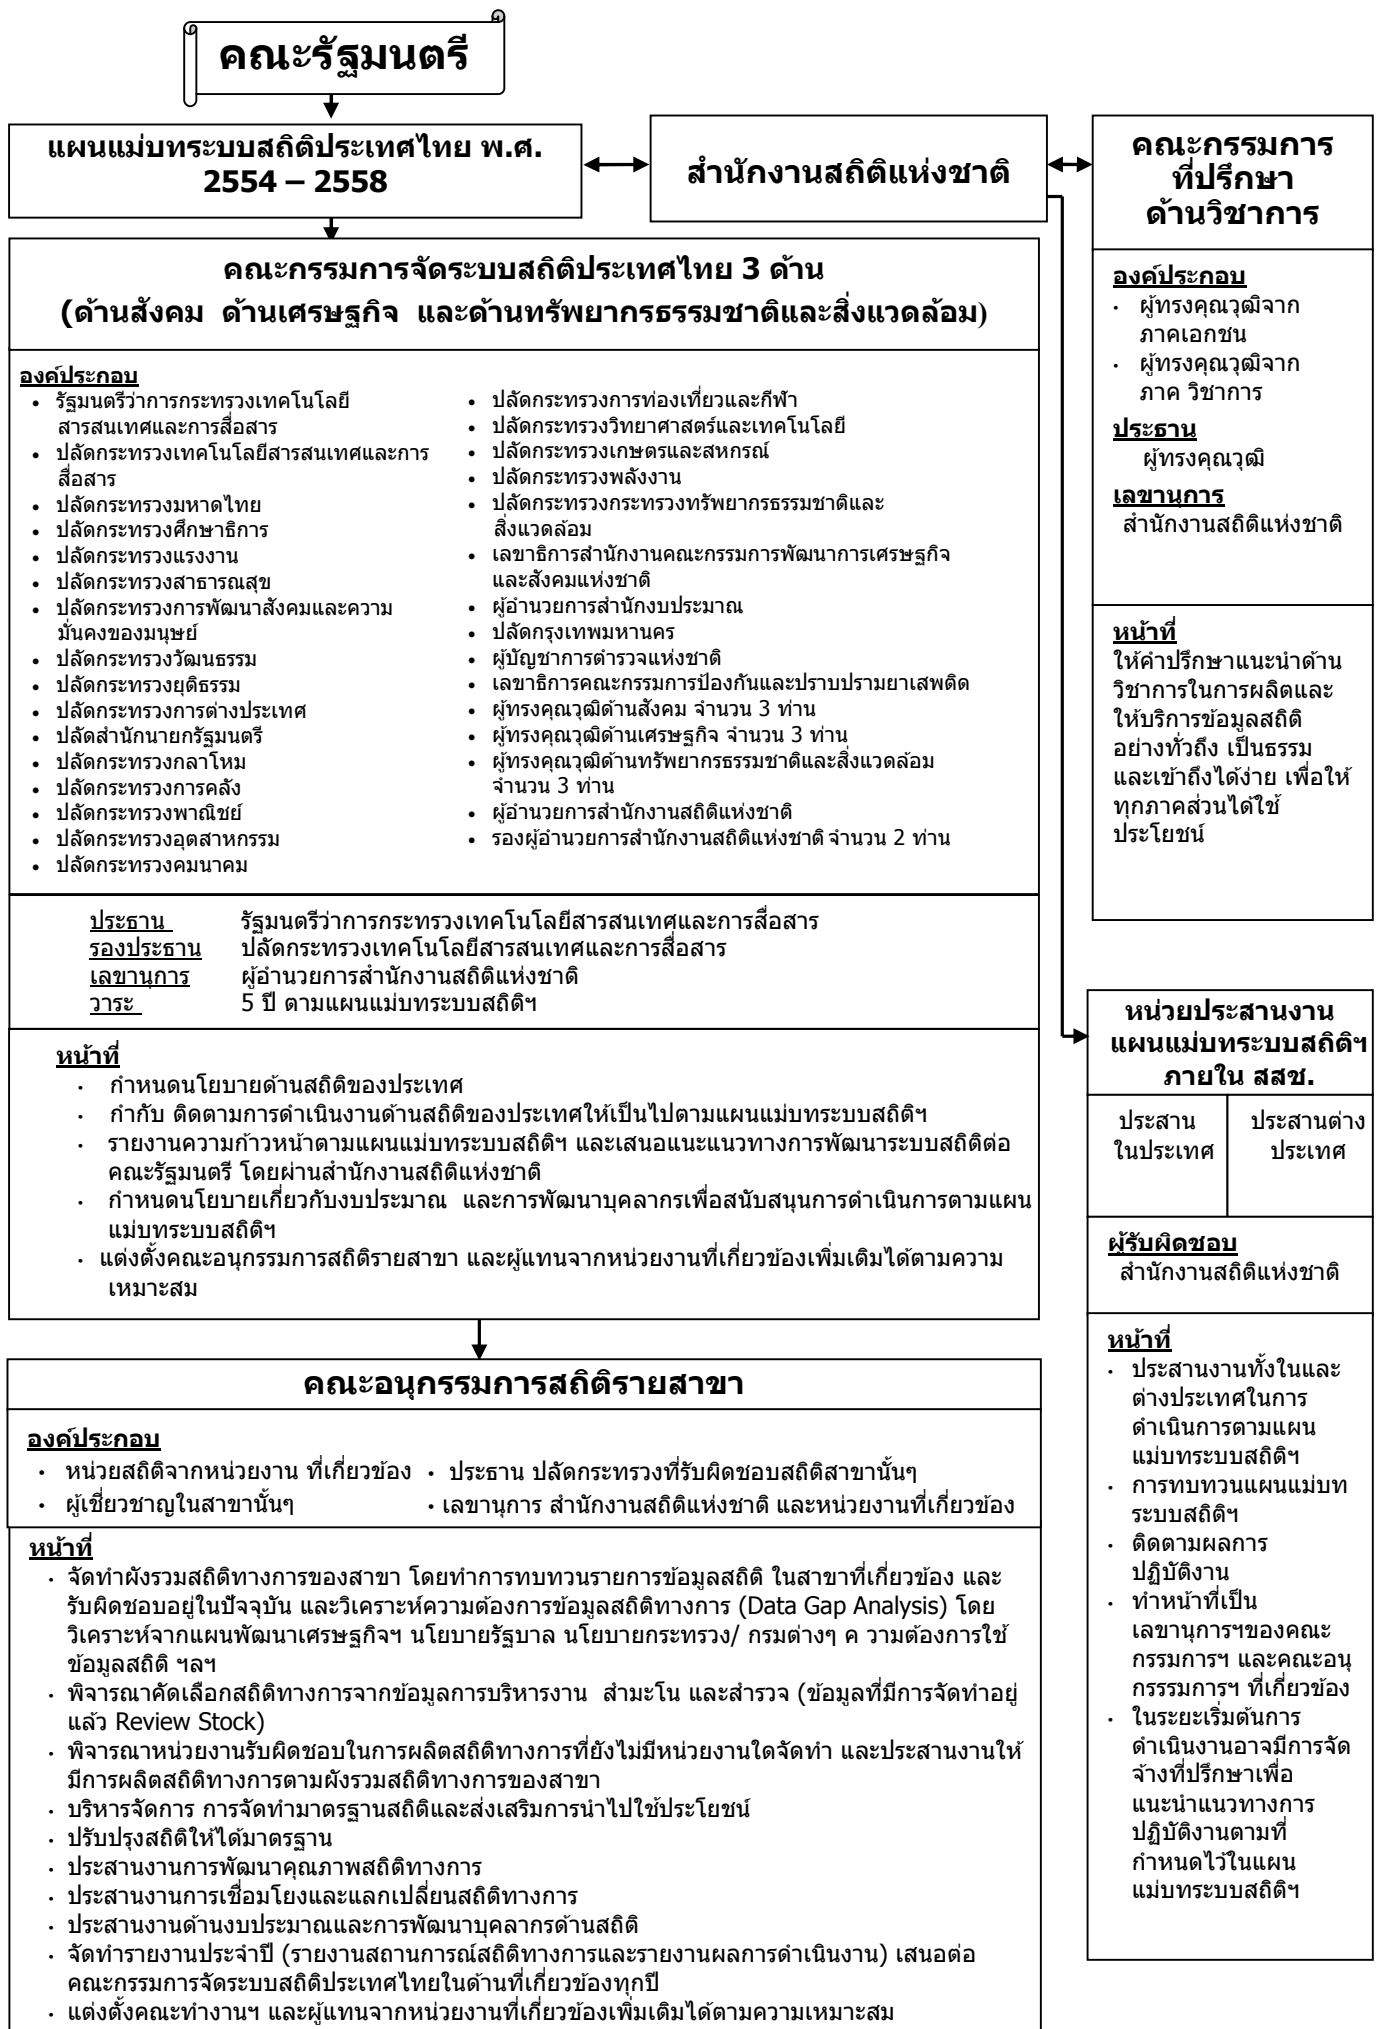 คณะรัฐมนตรี
แผนแม่บทระบบสถิติประเทศไทย พ.ศ.
2554 – 2558
สำนักงานสถิติแห่งชาติ
คณะกรรมการ
ที่ปรึกษา
ด้านวิชาการ
องค์ประกอบ
• ผู้ทรงคุณวุฒิจาก
ภาคเอกชน
• ผู้ทรงคุณวุฒิจาก
ภาค วิชาการ
ประธาน
ผู้ทรงคุณวุฒิ
เลขานุการ
สำนักงานสถิติแห่งชาติ
หน้าที่
ให้คำปรึกษาแนะนำด้าน
วิชาการในการผลิตและ
ให้บริการข้อมูลสถิติ
อย่างทั่วถึง เป็นธรรม
และเข้าถึงได้ง่าย เพื่อให้
ทุกภาคส่วนได้ใช้
ประโยชน์
คณะกรรมการจัดระบบสถิติประเทศไทย 3 ด้าน
(ด้านสังคม ด้านเศรษฐกิจ และด้านทรัพยากรธรรมชาติและสิ่งแวดล้อม)
องค์ประกอบ
• รัฐมนตรีว่าการกระทรวงเทคโนโลยี
สารสนเทศและการสื่อสาร
• ปลัดกระทรวงเทคโนโลยีสารสนเทศและการ
สื่อสาร
• ปลัดกระทรวงมหาดไทย
• ปลัดกระทรวงศึกษาธิการ
• ปลัดกระทรวงแรงงาน
• ปลัดกระทรวงสาธารณสุข
• ปลัดกระทรวงการพัฒนาสังคมและความ
มั่นคงของมนุษย์
• ปลัดกระทรวงวัฒนธรรม
• ปลัดกระทรวงยุติธรรม
• ปลัดกระทรวงการต่างประเทศ
• ปลัดสำนักนายกรัฐมนตรี
• ปลัดกระทรวงกลาโหม
• ปลัดกระทรวงการคลัง
• ปลัดกระทรวงพาณิชย์
• ปลัดกระทรวงอุตสาหกรรม
• ปลัดกระทรวงคมนาคม
• ปลัดกระทรวงการท่องเที่ยวและกีฬา
• ปลัดกระทรวงวิทยาศาสตร์และเทคโนโลยี
• ปลัดกระทรวงเกษตรและสหกรณ์
• ปลัดกระทรวงพลังงาน
• ปลัดกระทรวงกระทรวงทรัพยากรธรรมชาติและ
สิ่งแวดล้อม
• เลขาธิการสำนักงานคณะกรรมการพัฒนาการเศรษฐกิจ
และสังคมแห่งชาติ
• ผู้อำนวยการสำนักงบประมาณ
• ปลัดกรุงเทพมหานคร
• ผู้บัญชาการตำรวจแห่งชาติ
• เลขาธิการคณะกรรมการป้องกันและปราบปรามยาเสพติด
• ผู้ทรงคุณวุฒิด้านสังคม จำนวน 3 ท่าน
• ผู้ทรงคุณวุฒิด้านเศรษฐกิจ จำนวน 3 ท่าน
• ผู้ทรงคุณวุฒิด้านทรัพยากรธรรมชาติและสิ่งแวดล้อม
จำนวน 3 ท่าน
• ผู้อำนวยการสำนักงานสถิติแห่งชาติ
• รองผู้อำนวยการสำนักงานสถิติแห่งชาติ จำนวน 2 ท่าน
ประธาน รัฐมนตรีว่าการกระทรวงเทคโนโลยีสารสนเทศและการสื่อสาร
รองประธาน ปลัดกระทรวงเทคโนโลยีสารสนเทศและการสื่อสาร
เลขานุการ ผู้อำนวยการสำนักงานสถิติแห่งชาติ
วาระ 5 ปี ตามแผนแม่บทระบบสถิติฯ
หน้าที่
• กำหนดนโยบายด้านสถิติของประเทศ
• กำกับ ติดตามการดำเนินงานด้านสถิติของประเทศให้เป็นไปตามแผนแม่บทระบบสถิติฯ
• รายงานความก้าวหน้าตามแผนแม่บทระบบสถิติฯ และเสนอแนะแนวทางการพัฒนาระบบสถิติต่อ
คณะรัฐมนตรี โดยผ่านสำนักงานสถิติแห่งชาติ
• กำหนดนโยบายเกี่ยวกับงบประมาณ และการพัฒนาบุคลากรเพื่อสนับสนุนการดำเนินการตามแผน
แม่บทระบบสถิติฯ
• แต่งตั้งคณะอนุกรรมการสถิติรายสาขา และผู้แทนจากหน่วยงานที่เกี่ยวข้องเพิ่มเติมได้ตามความ
เหมาะสม
หน่วยประสานงาน
แผนแม่บทระบบสถิติฯ
ภายใน สสช.
ประสาน
ในประเทศ
ประสานต่าง
ประเทศ
ผู้รับผิดชอบ
สำนักงานสถิติแห่งชาติ
หน้าที่
• ประสานงานทั้งในและ
ต่างประเทศในการ
ดำเนินการตามแผน
แม่บทระบบสถิติฯ
• การทบทวนแผนแม่บท
ระบบสถิติฯ
• ติดตามผลการ
ปฏิบัติงาน
• ทำหน้าที่เป็น
เลขานุการฯของคณะ
กรรมการฯ และคณะอนุ
กรรรมการฯ ที่เกี่ยวข้อง
• ในระยะเริ่มต้นการ
ดำเนินงานอาจมีการจัด
จ้างที่ปรึกษาเพื่อ
แนะนำแนวทางการ
ปฏิบัติงานตามที่
กำหนดไว้ในแผน
แม่บทระบบสถิติฯ
คณะอนุกรรมการสถิติรายสาขา
องค์ประกอบ
• หน่วยสถิติจากหน่วยงาน ที่เกี่ยวข้อง
• ผู้เชี่ยวชาญในสาขานั้นๆ
• ประธาน ปลัดกระทรวงที่รับผิดชอบสถิติสาขานั้นๆ
• เลขานุการ สำนักงานสถิติแห่งชาติ และหน่วยงานที่เกี่ยวข้อง
หน้าที่
• จัดทำผังรวมสถิติทางการของสาขา โดยทำการทบทวนรายการข้อมูลสถิติ ในสาขาที่เกี่ยวข้อง และ
รับผิดชอบอยู่ในปัจจุบัน และวิเคราะห์ความต้องการข้อมูลสถิติทางการ (Data Gap Analysis) โดย
วิเคราะห์จากแผนพัฒนาเศรษฐกิจฯ นโยบายรัฐบาล นโยบายกระทรวง/ กรมต่างๆ ค วามต้องการใช้
ข้อมูลสถิติ ฯลฯ
• พิจารณาคัดเลือกสถิติทางการจากข้อมูลการบริหารงาน สำมะโน และสำรวจ (ข้อมูลที่มีการจัดทำอยู่
แล้ว Review Stock)
• พิจารณาหน่วยงานรับผิดชอบในการผลิตสถิติทางการที่ยังไม่มีหน่วยงานใดจัดทำ และประสานงานให้
มีการผลิตสถิติทางการตามผังรวมสถิติทางการของสาขา
• บริหารจัดการ การจัดทำมาตรฐานสถิติและส่งเสริมการนำไปใช้ประโยชน์
• ปรับปรุงสถิติให้ได้มาตรฐาน
• ประสานงานการพัฒนาคุณภาพสถิติทางการ
• ประสานงานการเชื่อมโยงและแลกเปลี่ยนสถิติทางการ
• ประสานงานด้านงบประมาณและการพัฒนาบุคลากรด้านสถิติ
• จัดทำรายงานประจำปี (รายงานสถานการณ์สถิติทางการและรายงานผลการดำเนินงาน) เสนอต่อ
คณะกรรมการจัดระบบสถิติประเทศไทยในด้านที่เกี่ยวข้องทุกปี
• แต่งตั้งคณะทำงานฯ และผู้แทนจากหน่วยงานที่เกี่ยวข้องเพิ่มเติมได้ตามความเหมาะสม